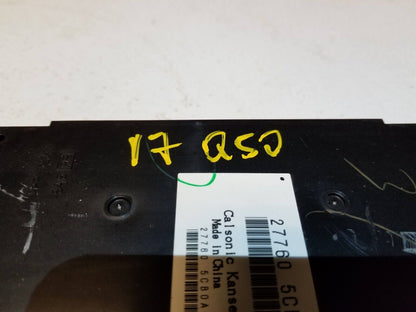 17 Q50
Calsonic Kanse
Made in China
27760 5CB0A
27760 5C